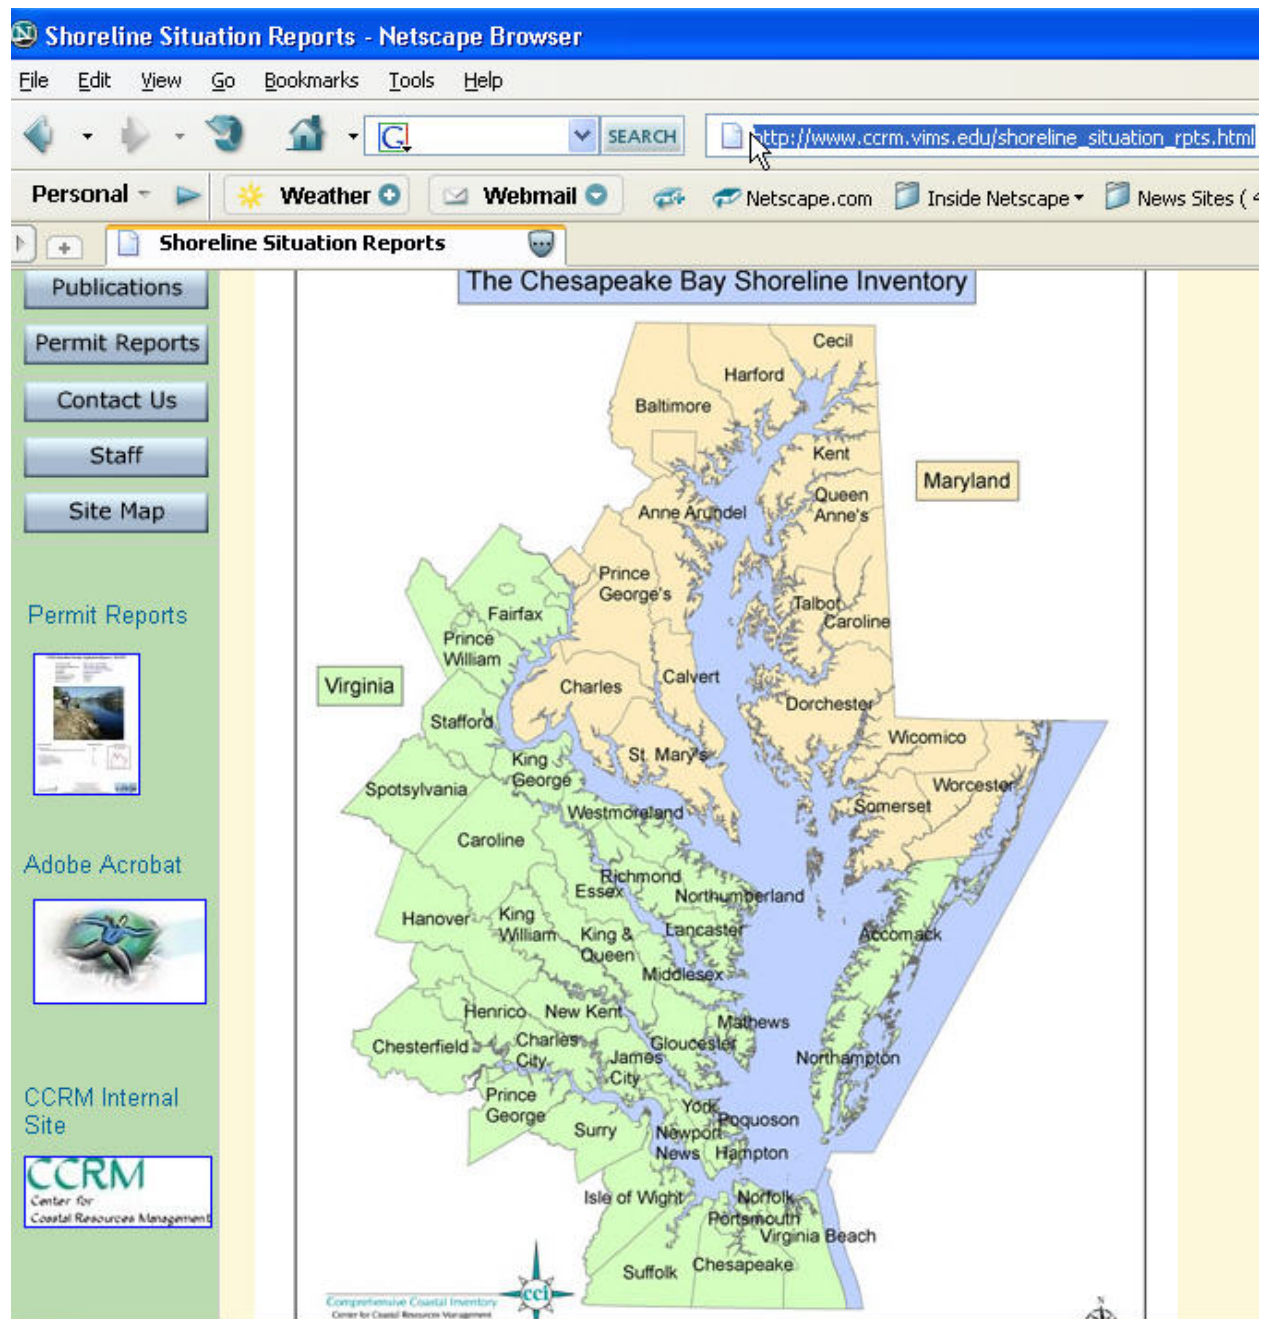 Shoreline Situation Reports - Netscape Browser
File Edit View Go Bookmarks Tools Help
G SEARCH http://www.ccrm.vims.edu/shoreline_situation_rpts.html
Personal Weather Webmail Netscape.com Inside Netscape News Sites (
Shoreline Situation Reports
Publications
Permit Reports
Contact Us
Staff
Site Map
Permit Reports
Adobe Acrobat
CCRM Internal
Site
CCRM
Center for
Coastal Resources Management
The Chesapeake Bay Shoreline Inventory
Cecil
Harford
Baltimore
Kent
Maryland
Queen
Anne's
Anne Arundel
Prince
George's
Talbot
Caroline
Fairfax
Prince
William
Virginia
Charles
Calvert
Dorchester
Stafford
Wicomico
King
George
St. Mary's
Spotsylvania
Worcester
Somerset
Westmoreland
Caroline
Richmond
Essex
Northumberland
Hanover
King
William
King &
Queen
Lancaster
Accomack
Middlesex
Henrico
New Kent
Mathews
Chesterfield
Charles
City
James
City
Gloucester
Northampton
Prince
George
York
Poquoson
Surry
Newport
News
Hampton
Isle of Wight
Norfolk
Portsmouth
Virginia Beach
Suffolk
Chesapeake
cci
Comprehensive Coastal Inventory
Center for Coastal Resources Management
N